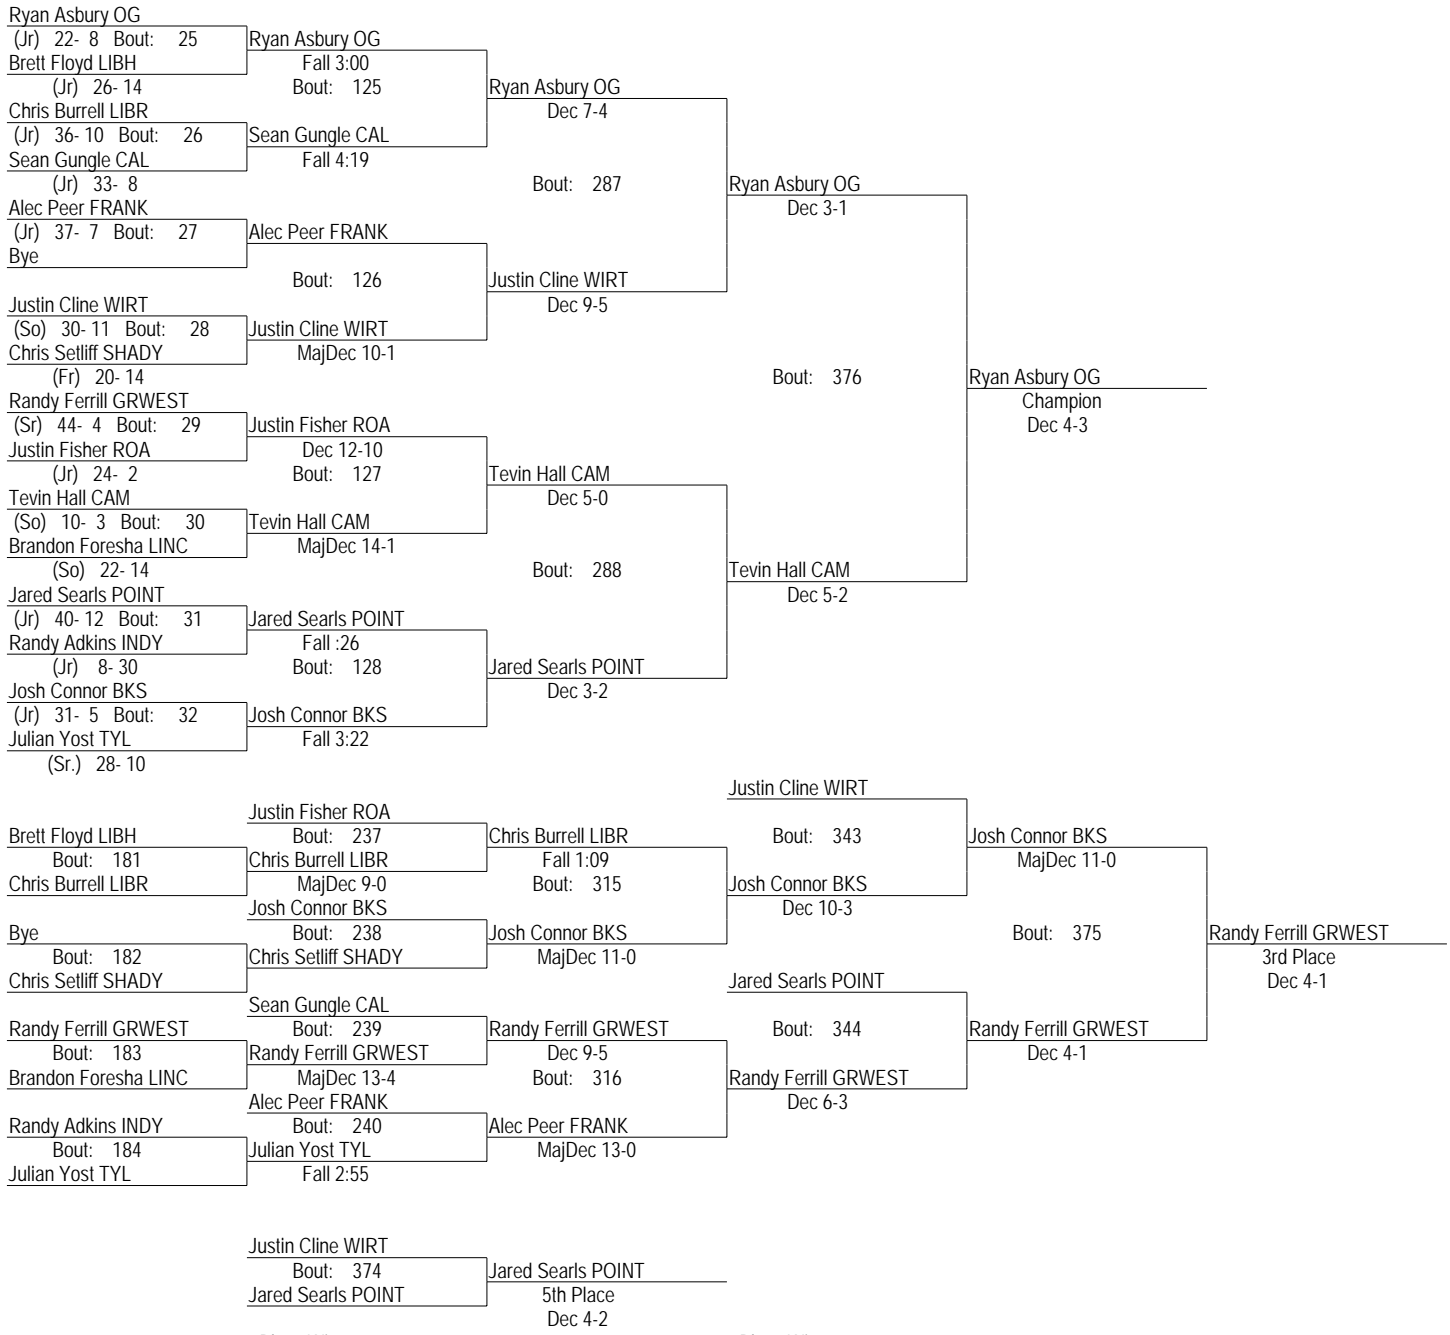 Ryan Asbury OG
(Jr) 22- 8 Bout: 25 Ryan Asbury OG
Brett Floyd LIBH Fall 3:00
(Jr) 26- 14 Bout: 125 Ryan Asbury OG
Chris Burrell LIBR Dec 7-4
(Jr) 36- 10 Bout: 26 Sean Gungle CAL
Sean Gungle CAL Fall 4:19
(Jr) 33- 8 Bout: 287 Ryan Asbury OG
Alec Peer FRANK Dec 3-1
(Jr) 37- 7 Bout: 27 Alec Peer FRANK
Bye
Bout: 126 Justin Cline WIRT
Justin Cline WIRT Dec 9-5
(So) 30- 11 Bout: 28 Justin Cline WIRT
Chris Setliff SHADY MajDec 10-1
(Fr) 20- 14 Bout: 376 Ryan Asbury OG
Randy Ferrill GRWEST Champion
(Sr) 44- 4 Bout: 29 Justin Fisher ROA Dec 4-3
Justin Fisher ROA Dec 12-10
(Jr) 24- 2 Bout: 127 Tevin Hall CAM
Tevin Hall CAM Dec 5-0
(So) 10- 3 Bout: 30 Tevin Hall CAM
Brandon Foresha LINC MajDec 14-1
(So) 22- 14 Bout: 288 Tevin Hall CAM
Jared Searls POINT Dec 5-2
(Jr) 40- 12 Bout: 31 Jared Searls POINT
Randy Adkins INDY Fall :26
(Jr) 8- 30 Bout: 128 Jared Searls POINT
Josh Connor BKS Dec 3-2
(Jr) 31- 5 Bout: 32 Josh Connor BKS
Julian Yost TYL Fall 3:22
(Sr.) 28- 10
Justin Cline WIRT
Justin Fisher ROA
Brett Floyd LIBH Bout: 237 Chris Burrell LIBR Bout: 343 Josh Connor BKS
Bout: 181 Chris Burrell LIBR Fall 1:09 MajDec 11-0
Chris Burrell LIBR MajDec 9-0 Bout: 315 Josh Connor BKS
Josh Connor BKS Dec 10-3
Bye Bout: 238 Josh Connor BKS Bout: 375 Randy Ferrill GRWEST
Bout: 182 Chris Setliff SHADY MajDec 11-0 3rd Place
Chris Setliff SHADY Jared Searls POINT Dec 4-1
Sean Gungle CAL
Randy Ferrill GRWEST Bout: 239 Randy Ferrill GRWEST Bout: 344 Randy Ferrill GRWEST
Bout: 183 Randy Ferrill GRWEST Dec 9-5 Dec 4-1
Brandon Foresha LINC MajDec 13-4 Bout: 316 Randy Ferrill GRWEST
Alec Peer FRANK Dec 6-3
Randy Adkins INDY Bout: 240 Alec Peer FRANK
Bout: 184 Julian Yost TYL MajDec 13-0
Julian Yost TYL Fall 2:55
Justin Cline WIRT
Bout: 374 Jared Searls POINT
Jared Searls POINT 5th Place
Dec 4-2